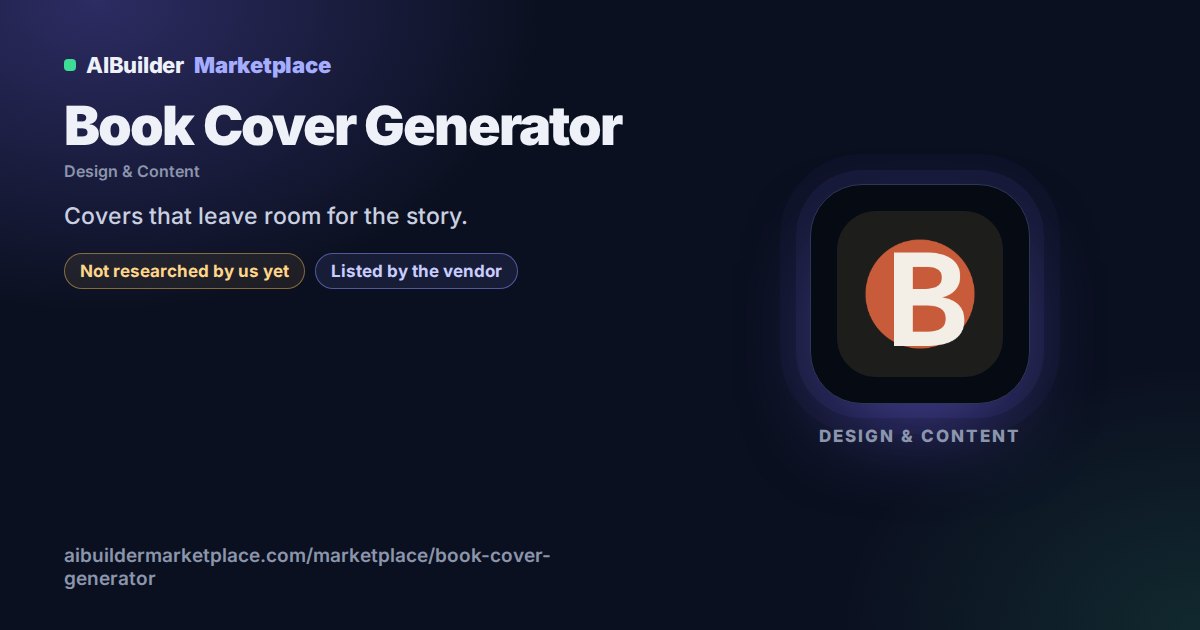 AIBuilder Marketplace
Book Cover Generator
Design & Content
Covers that leave room for the story.
Not researched by us yet
Listed by the vendor
B
DESIGN & CONTENT
aibuildermarketplace.com/marketplace/book-cover-
generator